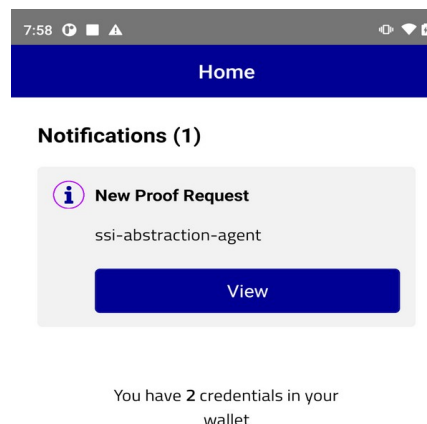 7:58
Home
Notifications (1)
New Proof Request
ssi-abstraction-agent
View
You have 2 credentials in your
wallet